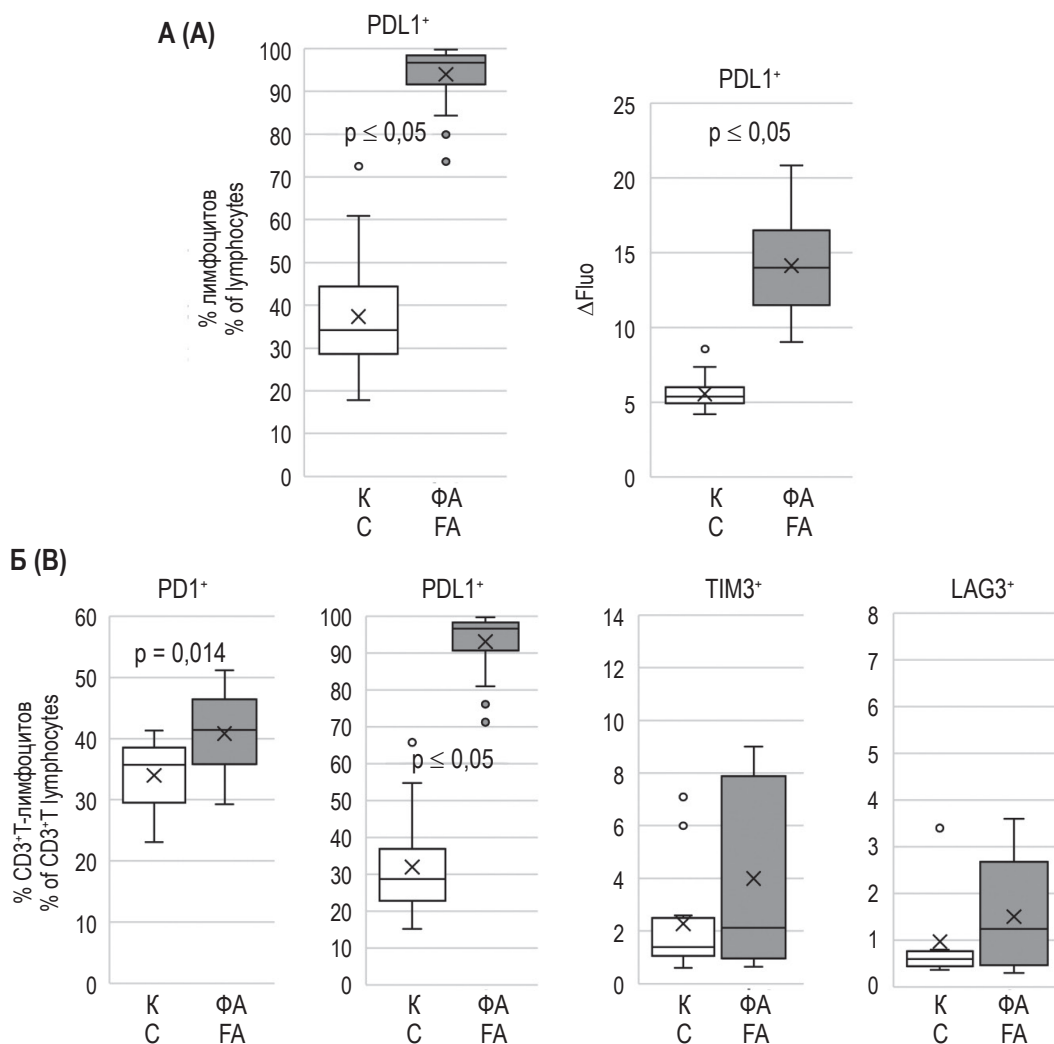 А (A)
PDL1⁺
% лимфоцитов
% of lymphocytes
100
90
80
70
60
50
40
30
20
10
0
p ≤ 0,05
К
C
ФА
FA
PDL1⁺
ΔFluo
25
20
15
10
5
0
p ≤ 0,05
К
C
ФА
FA
Б (B)
PD1⁺
% CD3⁺Т-лимфоцитов
% of CD3⁺T lymphocytes
60
50
40
30
20
10
0
p = 0,014
К
C
ФА
FA
PDL1⁺
100
90
80
70
60
50
40
30
20
10
0
p ≤ 0,05
К
C
ФА
FA
TIM3⁺
14
12
10
8
6
4
2
0
К
C
ФА
FA
LAG3⁺
8
7
6
5
4
3
2
1
0
К
C
ФА
FA